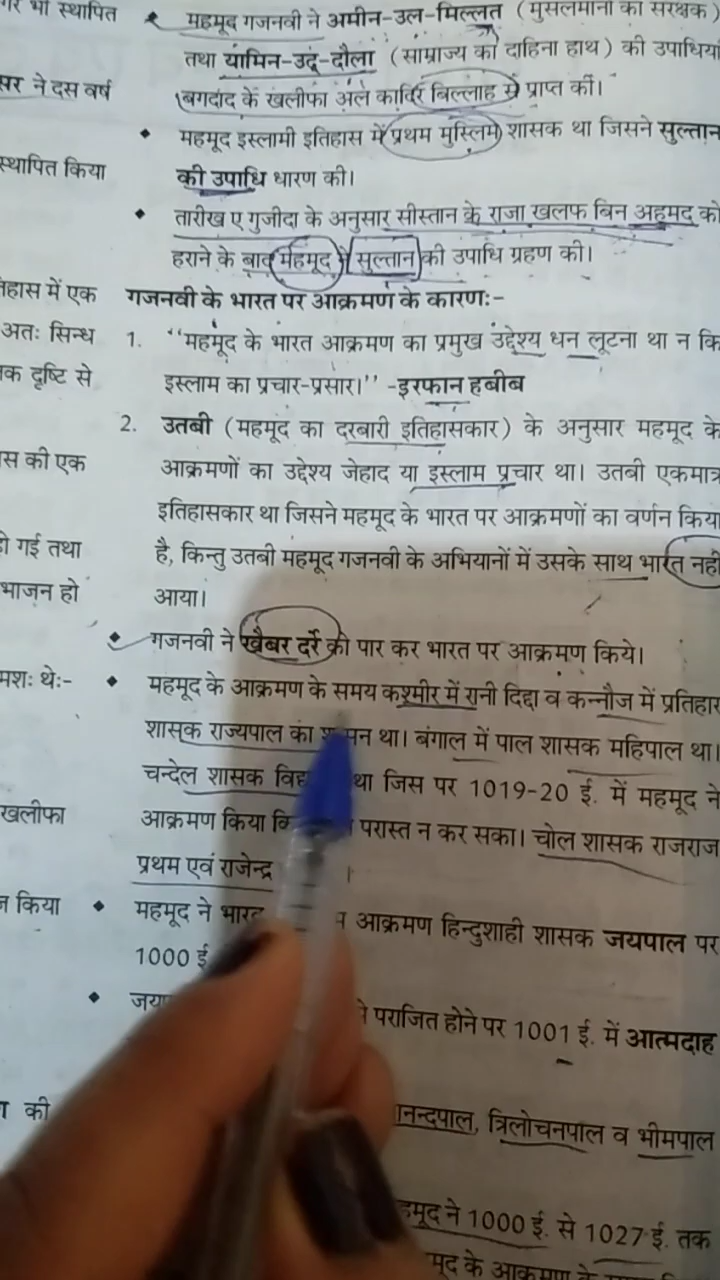 गर भी स्थापित
महमूद गजनवी ने अमीन-उल-मिल्लत (मुसलमानों का संरक्षक)
तथा यामिन-उद्-दौला (साम्राज्य का दाहिना हाथ) की उपाधियां
सर ने दस वर्ष
बगदाद के खलीफा अल कादिर बिल्लाह से प्राप्त कीं।
महमूद इस्लामी इतिहास में प्रथम मुस्लिम शासक था जिसने सुल्तान
स्थापित किया
की उपाधि धारण की।
तारीख ए गुजीदा के अनुसार सीस्तान के राजा खलफ बिन अहमद को
हराने के बाद महमूद ने सुल्तान की उपाधि ग्रहण की।
तिहास में एक
गजनवी के भारत पर आक्रमण के कारणः-
अतः सिन्ध
1. "महमूद के भारत आक्रमण का प्रमुख उद्देश्य धन लूटना था न कि
क दृष्टि से
इस्लाम का प्रचार-प्रसार।" -इरफान हबीब
2. उतबी (महमूद का दरबारी इतिहासकार) के अनुसार महमूद के
स की एक
आक्रमणों का उद्देश्य जेहाद या इस्लाम प्रचार था। उतबी एकमात्र
इतिहासकार था जिसने महमूद के भारत पर आक्रमणों का वर्णन किया
ो गई तथा
है, किन्तु उतबी महमूद गजनवी के अभियानों में उसके साथ भारत नहीं
भाजन हो
आया।
गजनवी ने खैबर दर्रे को पार कर भारत पर आक्रमण किये।
मशः थेः-
महमूद के आक्रमण के समय कश्मीर में रानी दिद्दा व कन्नौज में प्रतिहार
शासक राज्यपाल का था। बंगाल में पाल शासक महिपाल था।
चन्देल शासक था जिस पर 1019-20 ई. में महमूद ने
खलीफा
आक्रमण किया परास्त न कर सका। चोल शासक राजराज
प्रथम एवं राजेन्द्र
किया
महमूद ने आक्रमण हिन्दुशाही शासक जयपाल पर
1000 ई.
पराजित होने पर 1001 ई. में आत्मदाह
की
आनन्दपाल, त्रिलोचनपाल व भीमपाल
महमूद ने 1000 ई. से 1027 ई. तक
के आक्रमण के